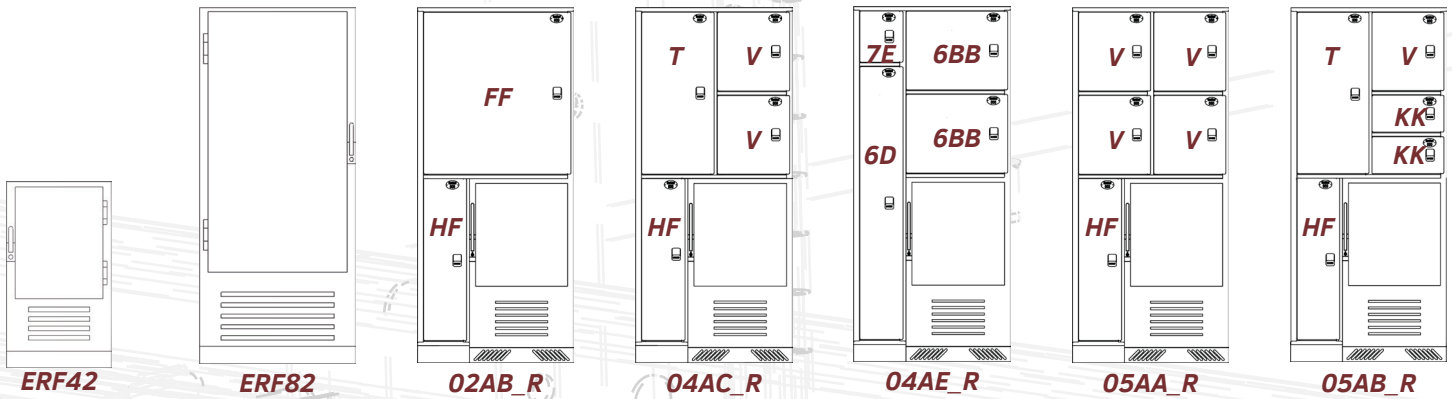 FF
HF
T
V
V
HF
7E
6BB
6D
6BB
V
V
V
V
HF
T
V
KK
KK
HF
ERF42
ERF82
02AB_R
04AC_R
04AE_R
05AA_R
05AB_R